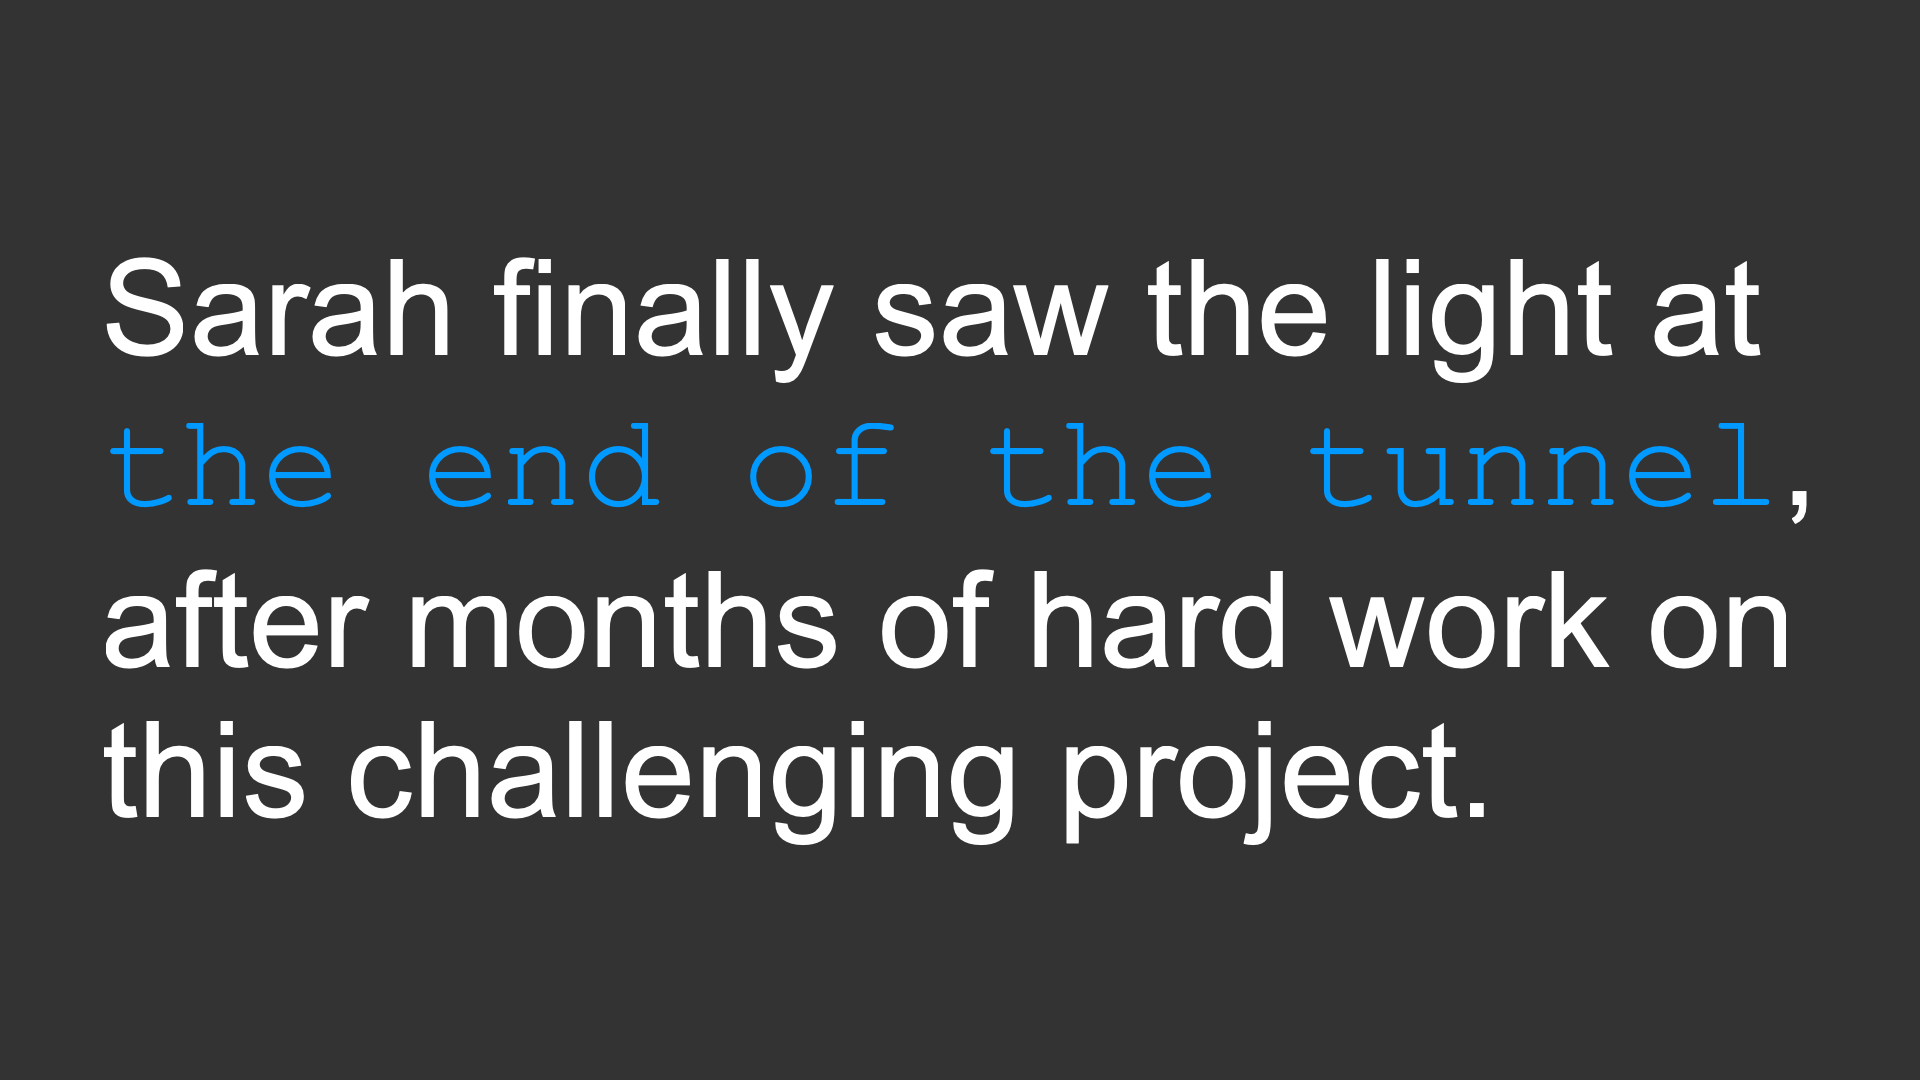 Sarah finally saw the light at
the end of the tunnel,
after months of hard work on
this challenging project.